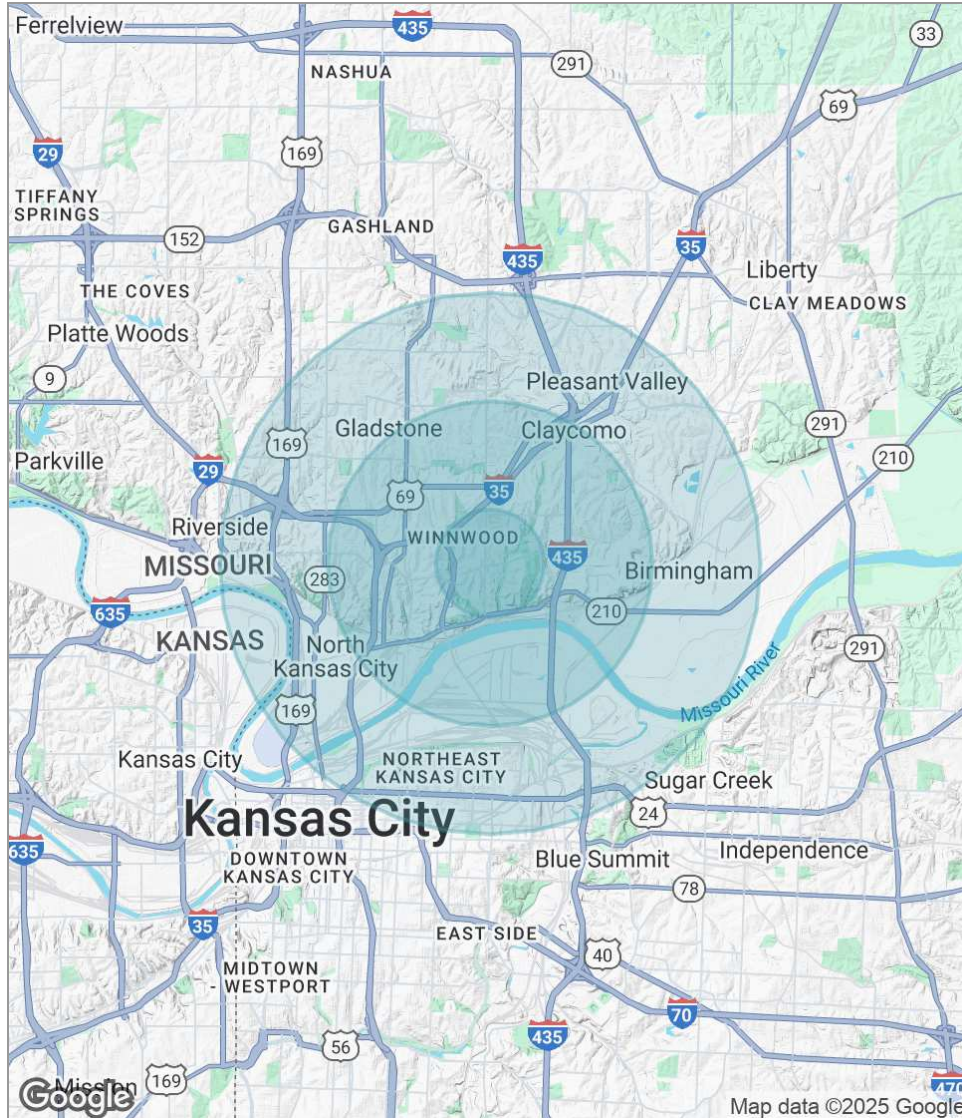 Ferrelview
435
33
NASHUA
291
69
29
169
TIFFANY
SPRINGS
152
GASHLAND
435
35
Liberty
THE COVES
CLAY MEADOWS
Platte Woods
9
Pleasant Valley
169
Gladstone
Claycomo
291
Parkville
29
210
69
35
Riverside
WINNWOOD
MISSOURI
435
283
Birmingham
635
210
KANSAS
North
Kansas City
291
169
Missouri River
Kansas City
NORTHEAST
KANSAS CITY
Sugar Creek
24
Kansas City
635
Blue Summit
Independence
DOWNTOWN
KANSAS CITY
78
35
EAST SIDE
40
MIDTOWN
- WESTPORT
70
435
56
169
Mission
470
Google
Map data ©2025 Google